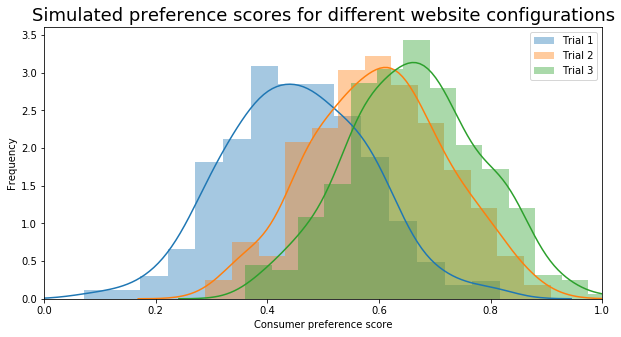 Simulated preference scores for different website configurations
3.5
3.0
2.5
2.0
1.5
1.0
0.5
0.0
Frequency
Trial 1
Trial 2
Trial 3
0.0 0.2 0.4 0.6 0.8 1.0
Consumer preference score